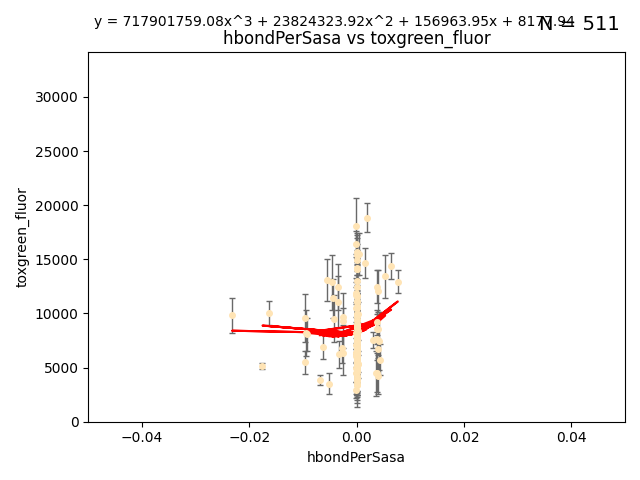 y = 717901759.08x^3 + 23824323.92x^2 + 156963.95x + 8177.94
N = 511
hbondPerSasa vs toxgreen_fluor
30000
25000
20000
15000
10000
5000
0
toxgreen_fluor
−0.04
−0.02
0.00
0.02
0.04
hbondPerSasa